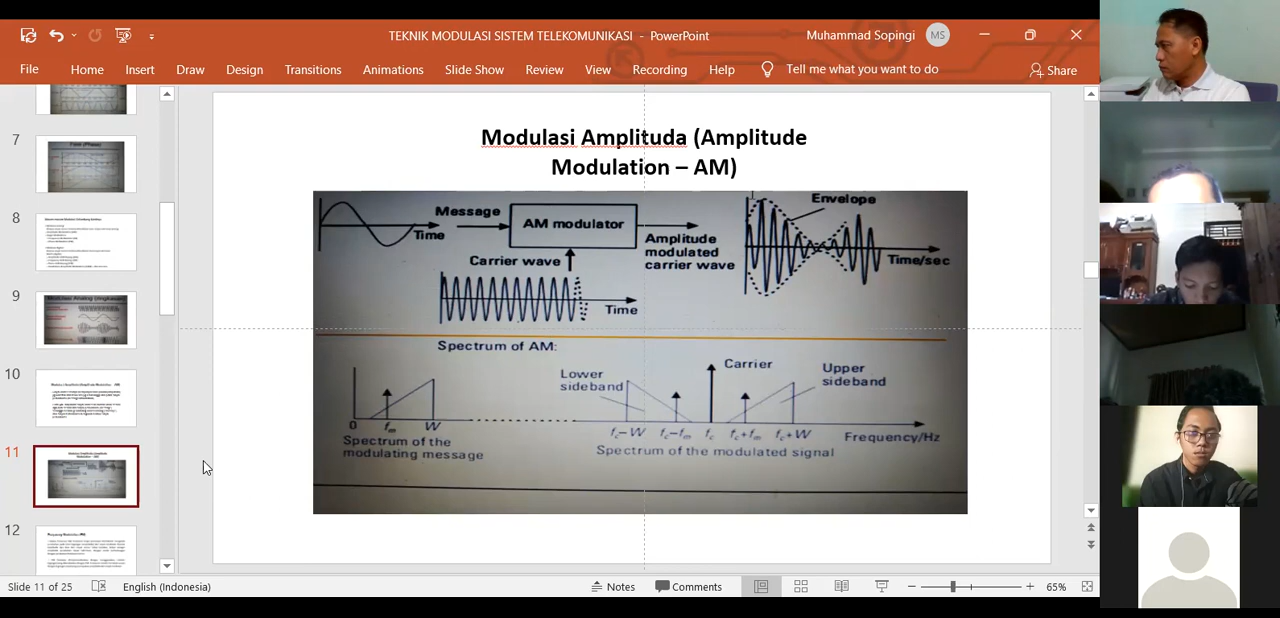 TEKNIK MODULASI SISTEM TELEKOMUNIKASI - PowerPoint
Muhammad Sopingi
MS
File Home Insert Draw Design Transitions Animations Slide Show Review View Recording Help Tell me what you want to do Share
7
8
9
10
11
12
Modulasi Amplituda (Amplitude
Modulation – AM)
Message
Time
AM modulator
Envelope
Amplitude
modulated
carrier wave
Time/sec
Carrier wave
Time
Spectrum of AM:
Lower
sideband
Carrier
Upper
sideband
0 fm W
fc-W fc-fm fc fc+fm fc+W
Frequency/Hz
Spectrum of the
modulating message
Spectrum of the modulated signal
Slide 11 of 25 English (Indonesia) Notes Comments 65%